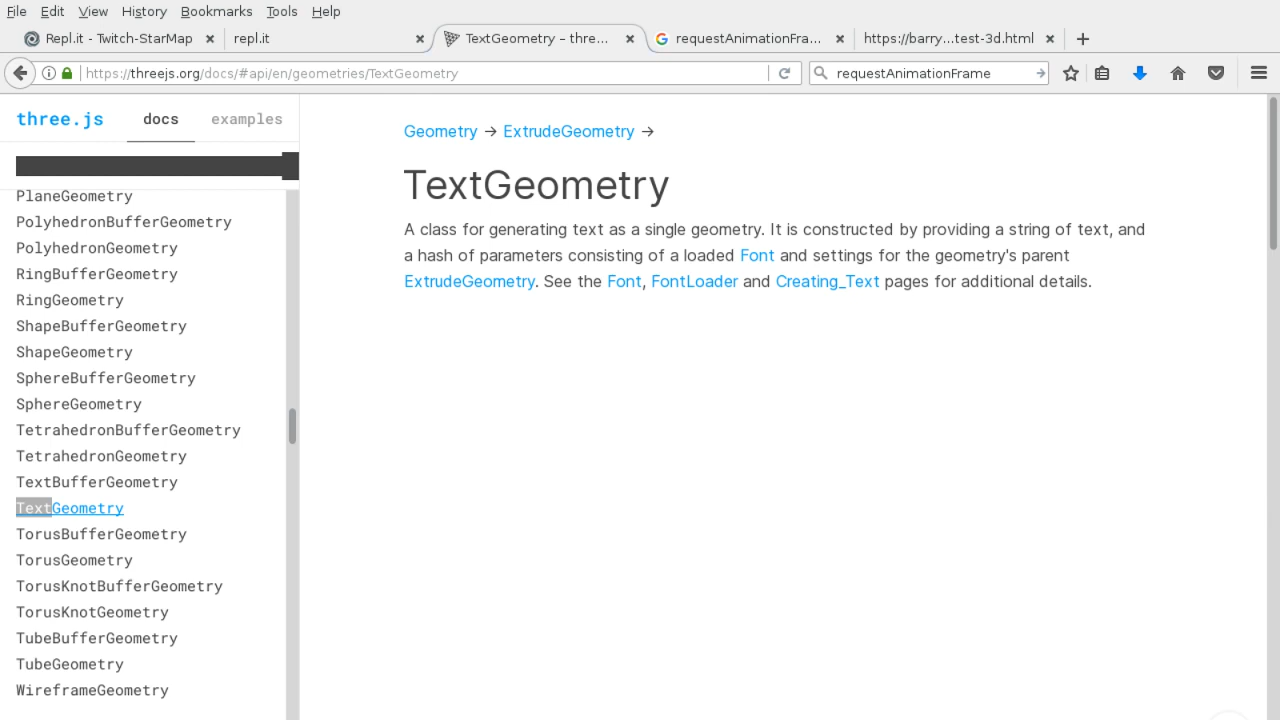 File Edit View History Bookmarks Tools Help
Repl.it - Twitch-StarMap
repl.it
TextGeometry – thre...
requestAnimationFra...
https://barry...test-3d.html
https://threejs.org/docs/#api/en/geometries/TextGeometry
requestAnimationFrame
three.js docs examples
PlaneGeometry
PolyhedronBufferGeometry
PolyhedronGeometry
RingBufferGeometry
RingGeometry
ShapeBufferGeometry
ShapeGeometry
SphereBufferGeometry
SphereGeometry
TetrahedronBufferGeometry
TetrahedronGeometry
TextBufferGeometry
TextGeometry
TorusBufferGeometry
TorusGeometry
TorusKnotBufferGeometry
TorusKnotGeometry
TubeBufferGeometry
TubeGeometry
WireframeGeometry
Geometry → ExtrudeGeometry →
TextGeometry
A class for generating text as a single geometry. It is constructed by providing a string of text, and
a hash of parameters consisting of a loaded Font and settings for the geometry's parent
ExtrudeGeometry. See the Font, FontLoader and Creating_Text pages for additional details.